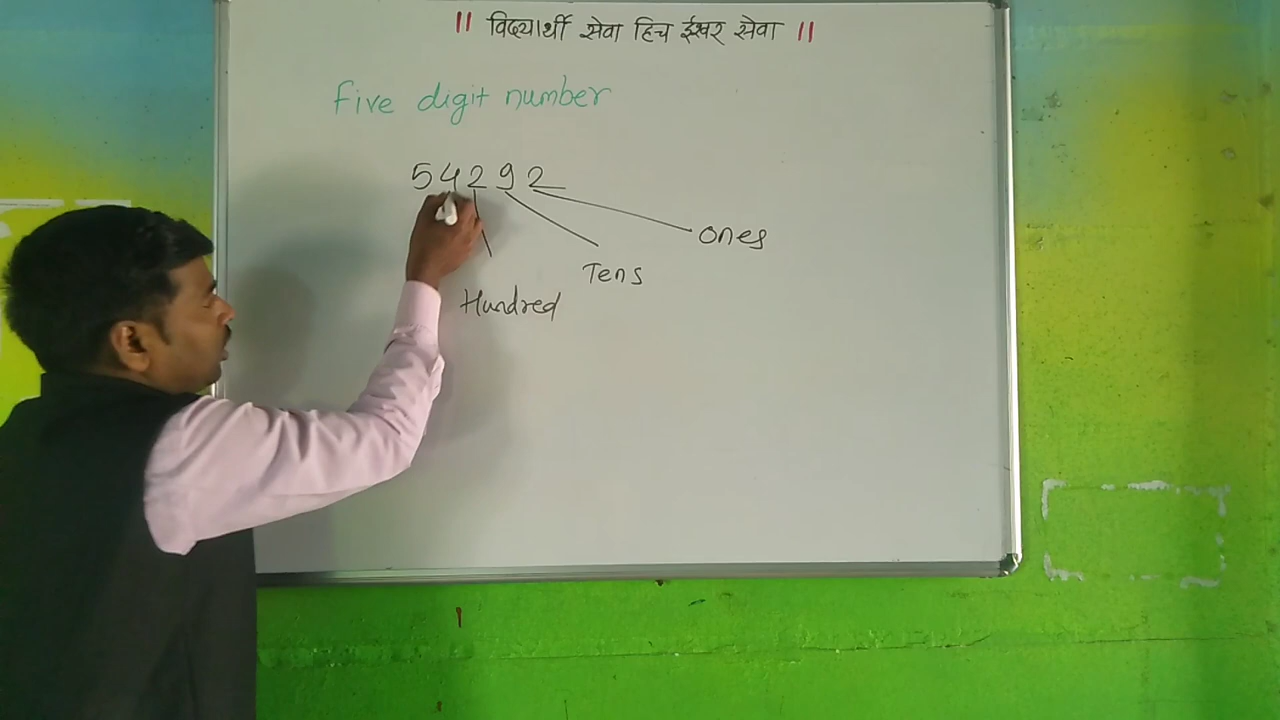 || विद्यार्थी सेवा हिच ईश्वर सेवा ||
Five digit number
54292
ones
Tens
Hundred